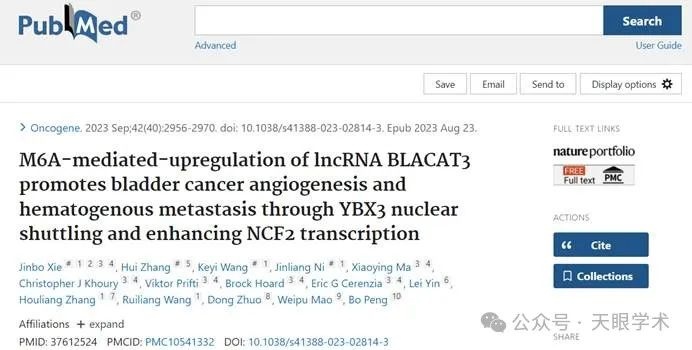 PubMed®
Search
Advanced
User Guide
Save
Email
Send to
Display options
> Oncogene. 2023 Sep;42(40):2956-2970. doi: 10.1038/s41388-023-02814-3. Epub 2023 Aug 23.
M6A-mediated-upregulation of lncRNA BLACAT3
promotes bladder cancer angiogenesis and
hematogenous metastasis through YBX3 nuclear
shuttling and enhancing NCF2 transcription
Jinbo Xie # 1 2 3 4, Hui Zhang # 5, Keyi Wang # 1, Jinliang Ni # 1, Xiaoying Ma 3 4,
Christopher J Khoury 3 4, Viktor Prifti 3 4, Brock Hoard 3 4, Eric G Cerenzia 3 4, Lei Yin 6,
Houliang Zhang 1 7, Ruiliang Wang 1, Dong Zhuo 8, Weipu Mao 9, Bo Peng 10
Affiliations + expand
PMID: 37612524 PMCID: PMC10541332 DOI: 10.1038/s41388-023-02814-3
FULL TEXT LINKS
nature portfolio
FREE
Full text
PMC
ACTIONS
Cite
Collections
SHARE
公众号 · 天眼学术